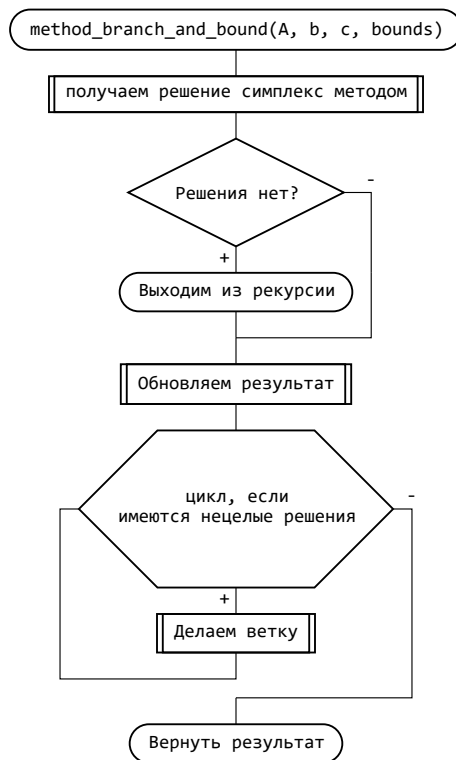 method_branch_and_bound(A, b, c, bounds)
получаем решение симплекс методом
Решения нет?
-
+
Выходим из рекурсии
Обновляем результат
цикл, если
имеются нецелые решения
-
+
Делаем ветку
Вернуть результат